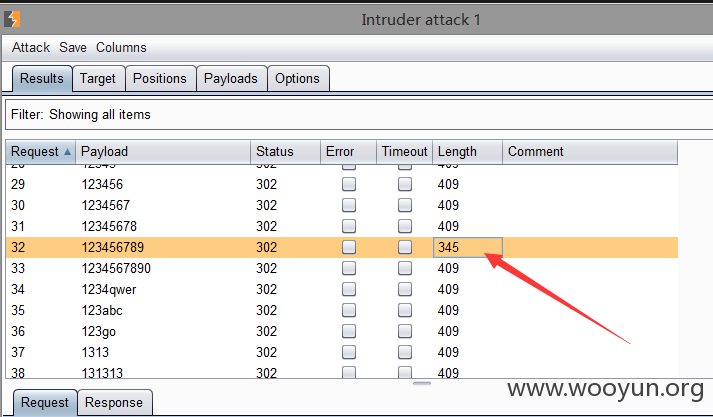 Intruder attack 1
Attack Save Columns
Results Target Positions Payloads Options
Filter: Showing all items
Request Payload Status Error Timeout Length Comment
29 123456 302 409
30 1234567 302 409
31 12345678 302 409
32 123456789 302 345
33 1234567890 302 409
34 1234qwer 302 409
35 123abc 302 409
36 123go 302 409
37 1313 302 409
38 131313 302 409
www.wooyun.org
Request Response